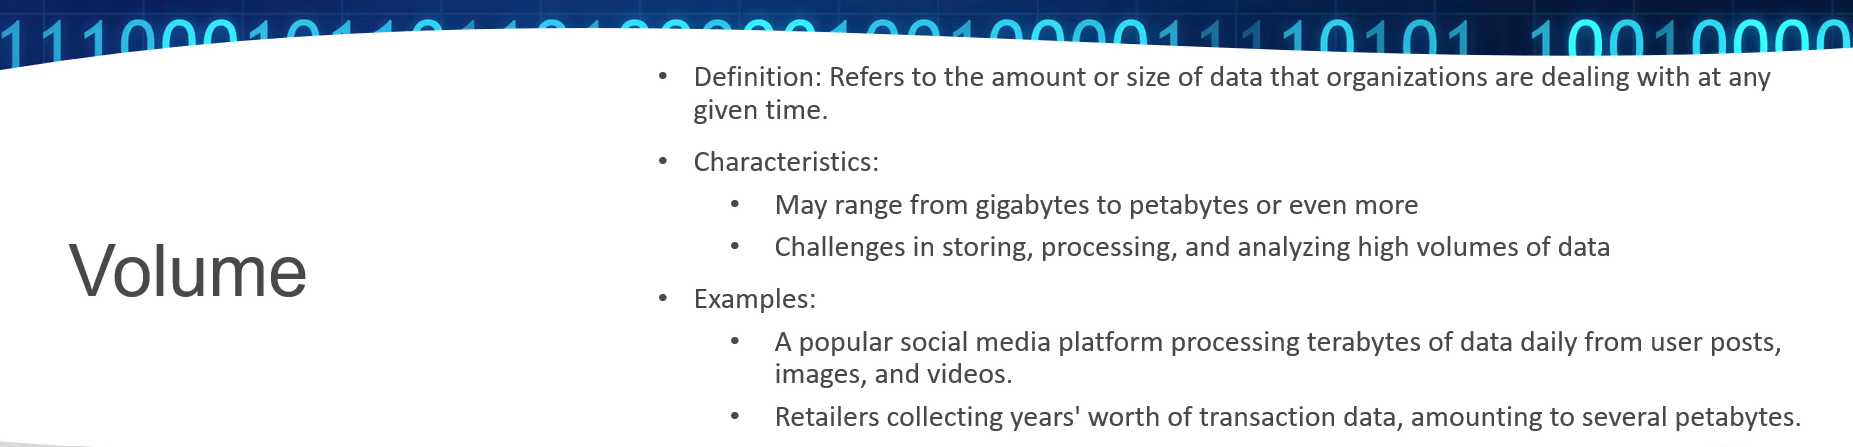 Volume
• Definition: Refers to the amount or size of data that organizations are dealing with at any
given time.
• Characteristics:
• May range from gigabytes to petabytes or even more
• Challenges in storing, processing, and analyzing high volumes of data
• Examples:
• A popular social media platform processing terabytes of data daily from user posts,
images, and videos.
• Retailers collecting years' worth of transaction data, amounting to several petabytes.